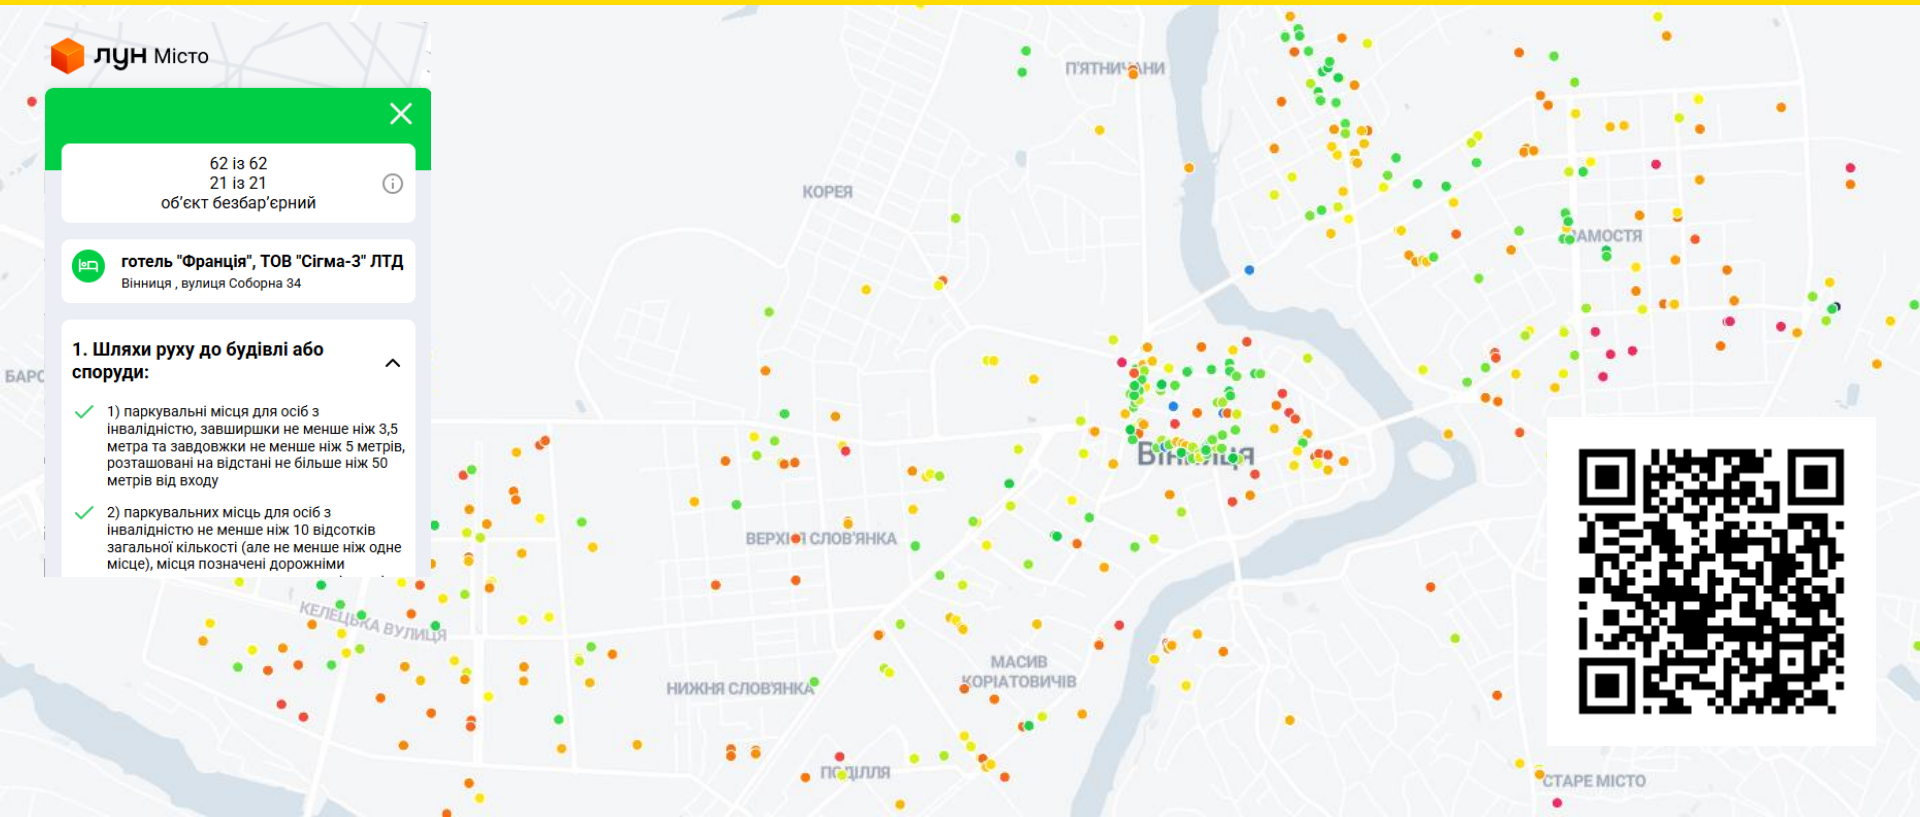 лун Місто
62 із 62
21 із 21
об'єкт безбар'єрний
готель "Франція", ТОВ "Сігма-3" ЛТД
Вінниця , вулиця Соборна 34
1. Шляхи руху до будівлі або
споруди:
1) паркувальні місця для осіб з
інвалідністю, завширшки не менше ніж 3,5
метра та завдовжки не менше ніж 5 метрів,
розташовані на відстані не більше ніж 50
метрів від входу
2) паркувальних місць для осіб з
інвалідністю не менше ніж 10 відсотків
загальної кількості (але не менше ніж одне
місце), місця позначені дорожніми
П'ЯТНИЧАНИ
КОРЕЯ
ЗАМОСТЯ
БАРС
Вінниця
ВЕРХНЯ СЛОВ'ЯНКА
КЕЛЕЦЬКА ВУЛИЦЯ
МАСИВ
КОРІАТОВИЧІВ
НИЖНЯ СЛОВ'ЯНКА
ПОДІЛЛЯ
СТАРЕ МІСТО